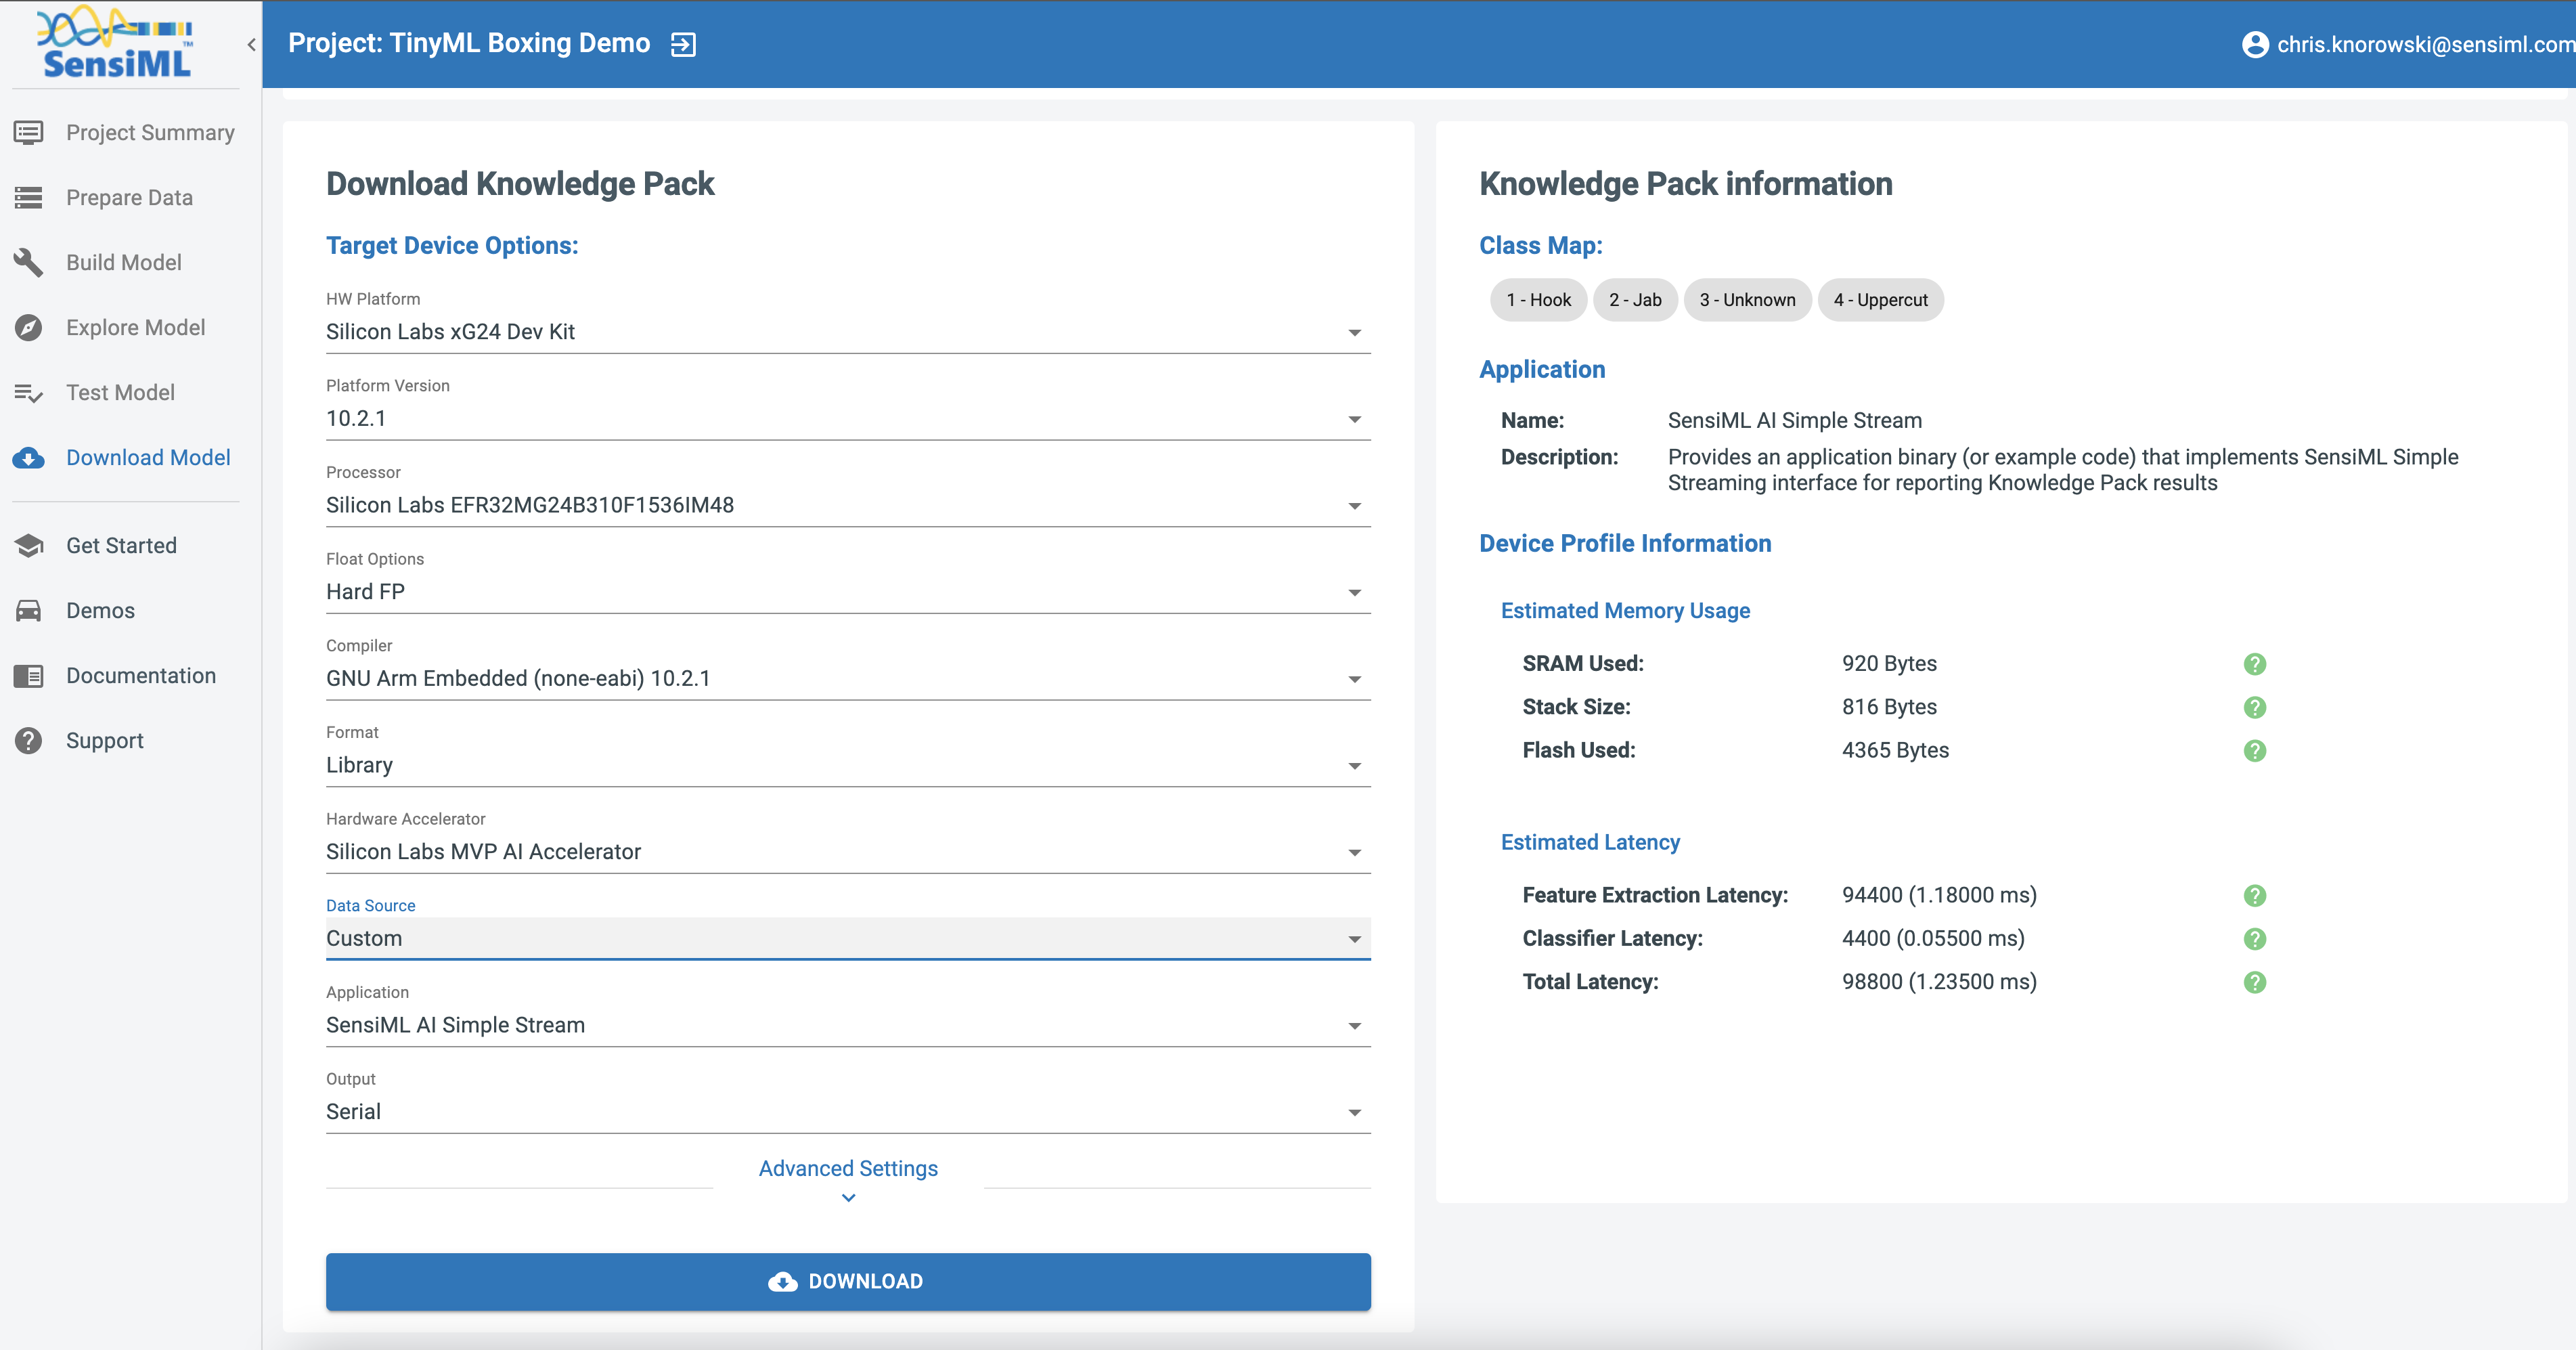 SensiML™
Project: TinyML Boxing Demo
chris.knorowski@sensiml.com
Project Summary
Prepare Data
Build Model
Explore Model
Test Model
Download Model
Get Started
Demos
Documentation
Support
Download Knowledge Pack
Target Device Options:
HW Platform
Silicon Labs xG24 Dev Kit
Platform Version
10.2.1
Processor
Silicon Labs EFR32MG24B310F1536IM48
Float Options
Hard FP
Compiler
GNU Arm Embedded (none-eabi) 10.2.1
Format
Library
Hardware Accelerator
Silicon Labs MVP AI Accelerator
Data Source
Custom
Application
SensiML AI Simple Stream
Output
Serial
Advanced Settings
DOWNLOAD
Knowledge Pack information
Class Map:
1 - Hook 2 - Jab 3 - Unknown 4 - Uppercut
Application
Name: SensiML AI Simple Stream
Description: Provides an application binary (or example code) that implements SensiML Simple
Streaming interface for reporting Knowledge Pack results
Device Profile Information
Estimated Memory Usage
SRAM Used: 920 Bytes
Stack Size: 816 Bytes
Flash Used: 4365 Bytes
Estimated Latency
Feature Extraction Latency: 94400 (1.18000 ms)
Classifier Latency: 4400 (0.05500 ms)
Total Latency: 98800 (1.23500 ms)